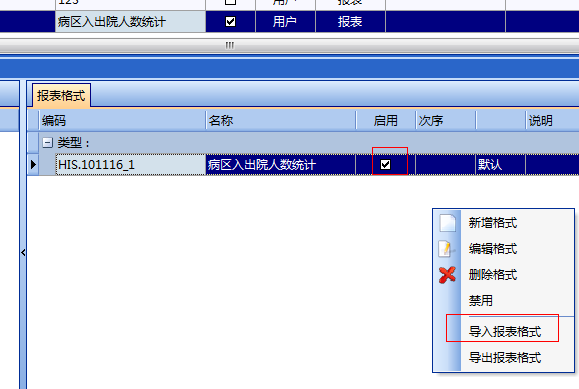 123 用户 报表
病区入出院人数统计 用户 报表
报表格式
编码 名称 启用 次序 说明
类型：
HIS.101116_1 病区入出院人数统计 默认
新增格式
编辑格式
删除格式
禁用
导入报表格式
导出报表格式